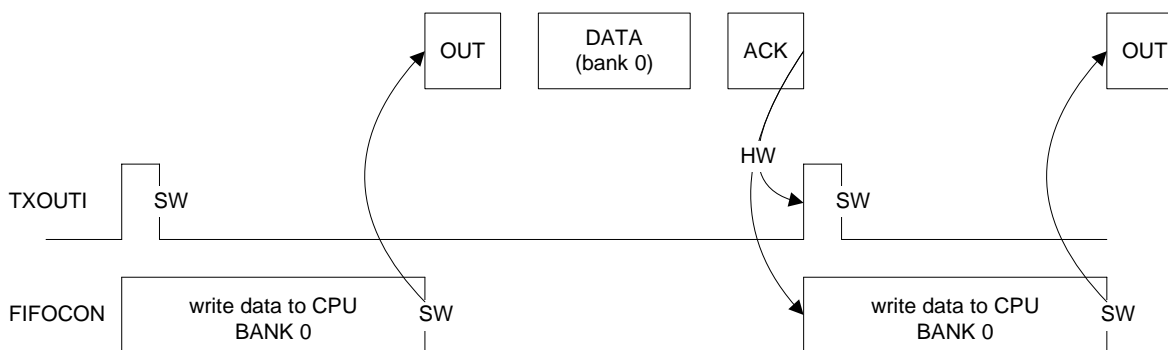 OUT DATA ACK OUT
(bank 0)
HW
TXOUTI SW SW
write data to CPU write data to CPU
FIFOCON SW SW
BANK 0 BANK 0